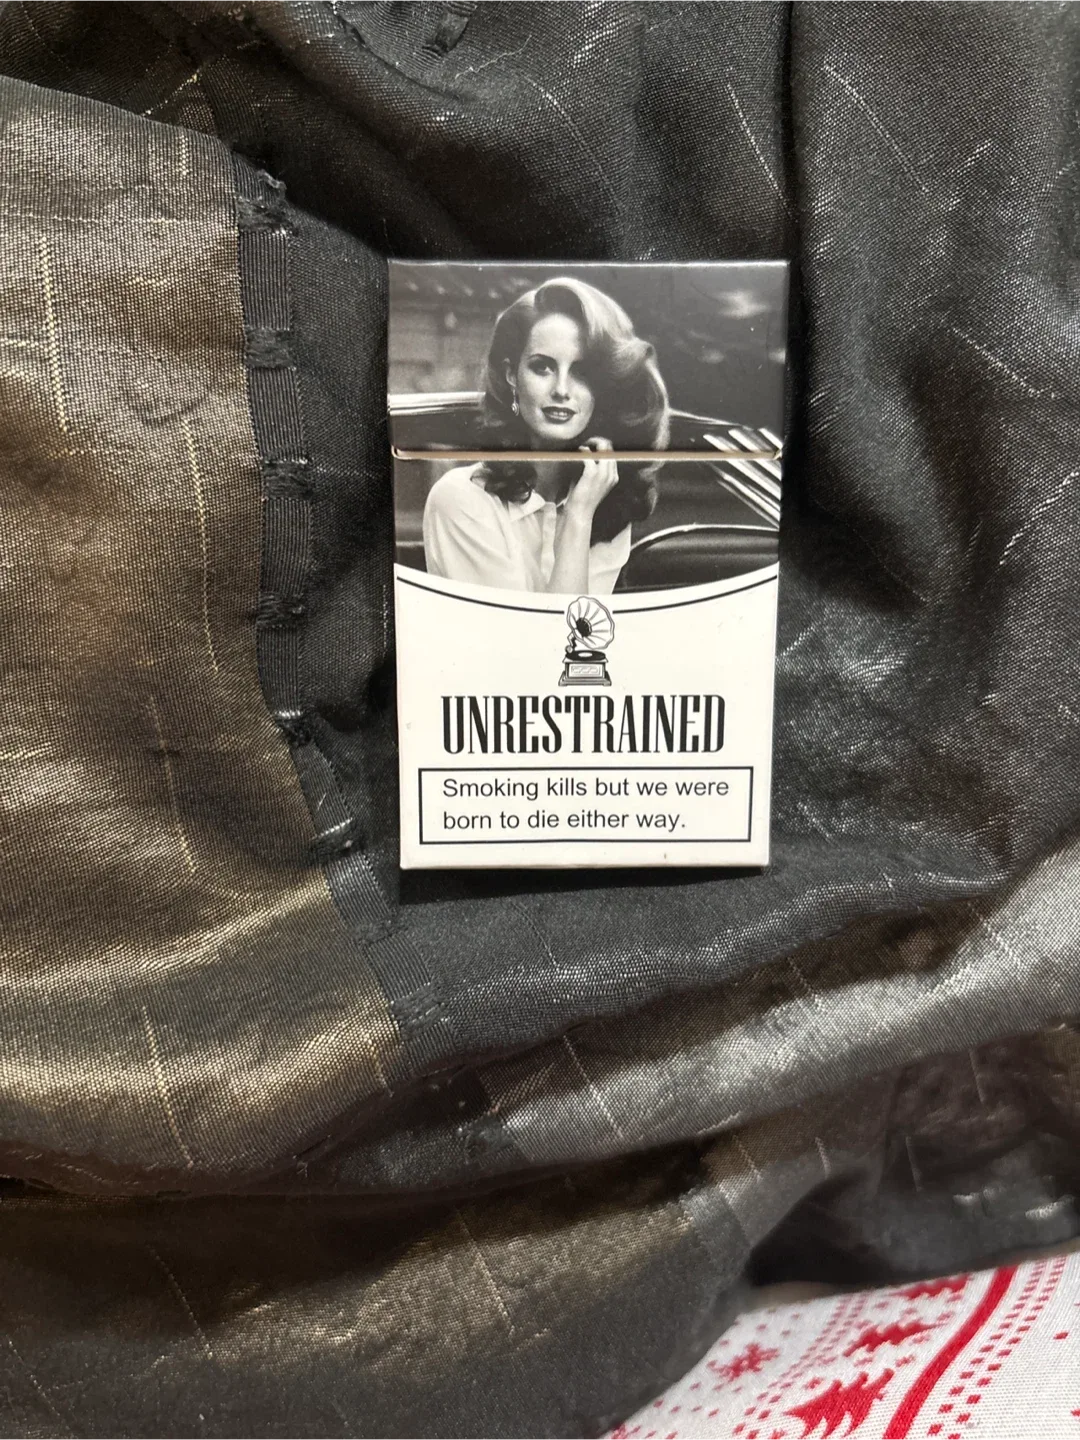 UNRESTRAINED
Smoking kills but we were
born to die either way.